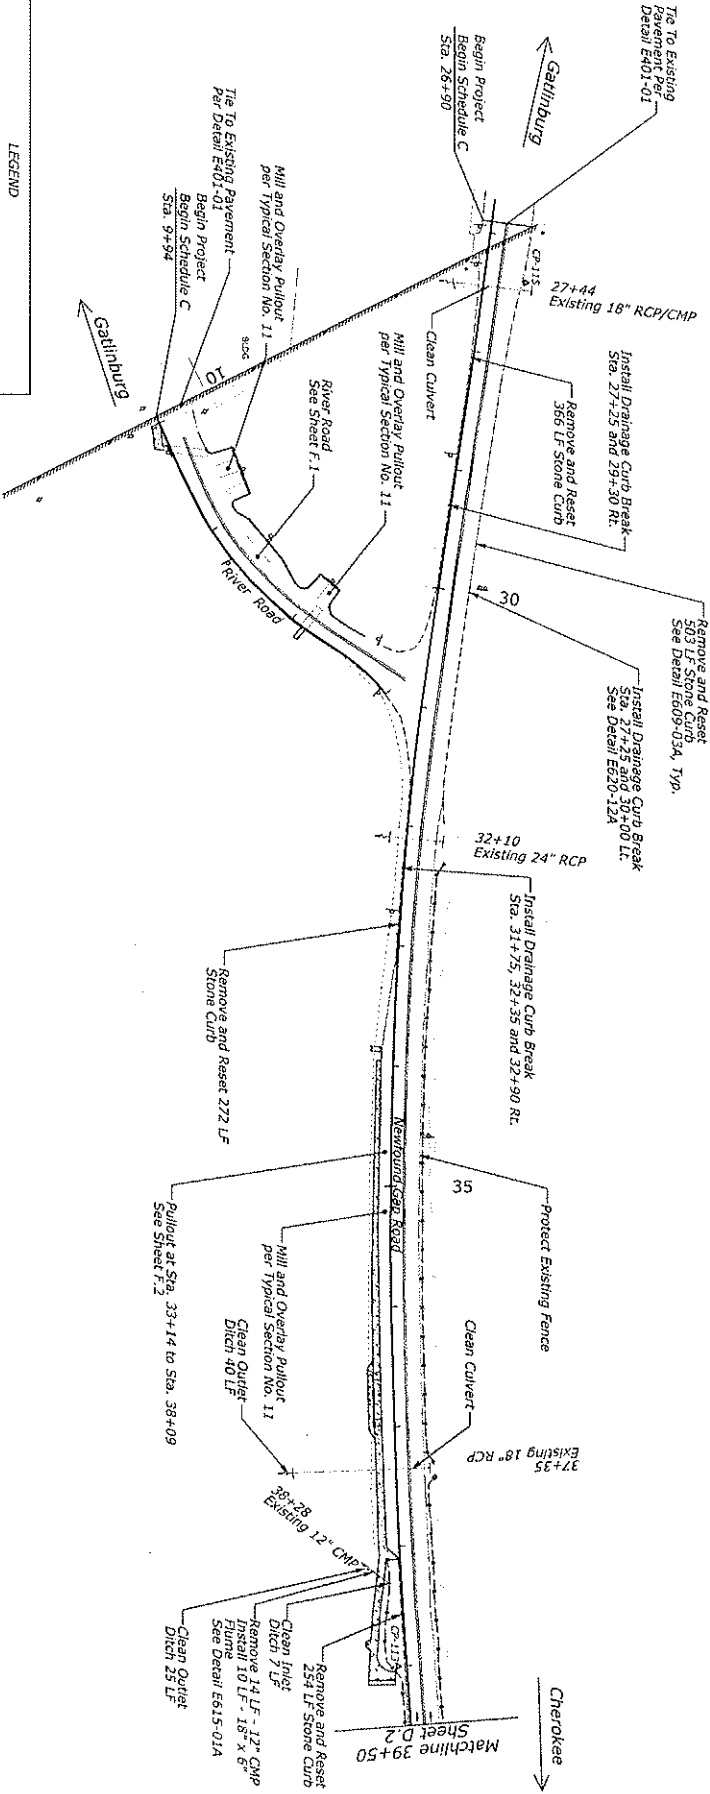 Tie To Existing
Pavement Per
Detail E401-01
Gatlinburg
Begin Project
Begin Schedule C
Sta. 26+90
CP-115
27+44
Existing 18" RCP/CMP
Clean Culvert
Install Drainage Curb Break
Sta. 27+25 and 29+30 Rt.
Remove and Reset
366 LF Stone Curb
Remove and Reset
503 LF Stone Curb
See Detail E609-03A, Typ.
Install Drainage Curb Break
Sta. 27+25 and 30+00 Lt.
See Detail E620-12A
30
Mill and Overlay Pullout
per Typical Section No. 11
River Road
See Sheet F.1
Mill and Overlay Pullout
per Typical Section No. 11
Tie To Existing Pavement
Per Detail E401-01
Begin Project
Begin Schedule C
Sta. 9+94
Gatlinburg
10
River Road
32+10
Existing 24" RCP
Install Drainage Curb Break
Sta. 31+75, 32+35 and 32+90 Rt.
Remove and Reset 272 LF
Stone Curb
Newfound Gap Road
35
Protect Existing Fence
Pullout at Sta. 33+14 to Sta. 38+09
See Sheet F.2
Mill and Overlay Pullout
per Typical Section No. 11
Clean Culvert
37+35
Existing 18" RCP
Clean Outlet
Ditch 40 LF
38+28
Existing 12" CMP
CP-113
Remove and Reset
254 LF Stone Curb
Clean Inlet
Ditch 7 LF
Remove 14 LF - 12" CMP
Install 10 LF - 18" x 6"
Flume
See Detail E615-01A
Clean Outlet
Ditch 25 LF
Matchline 39+50
Sheet D.2
Cherokee
LEGEND